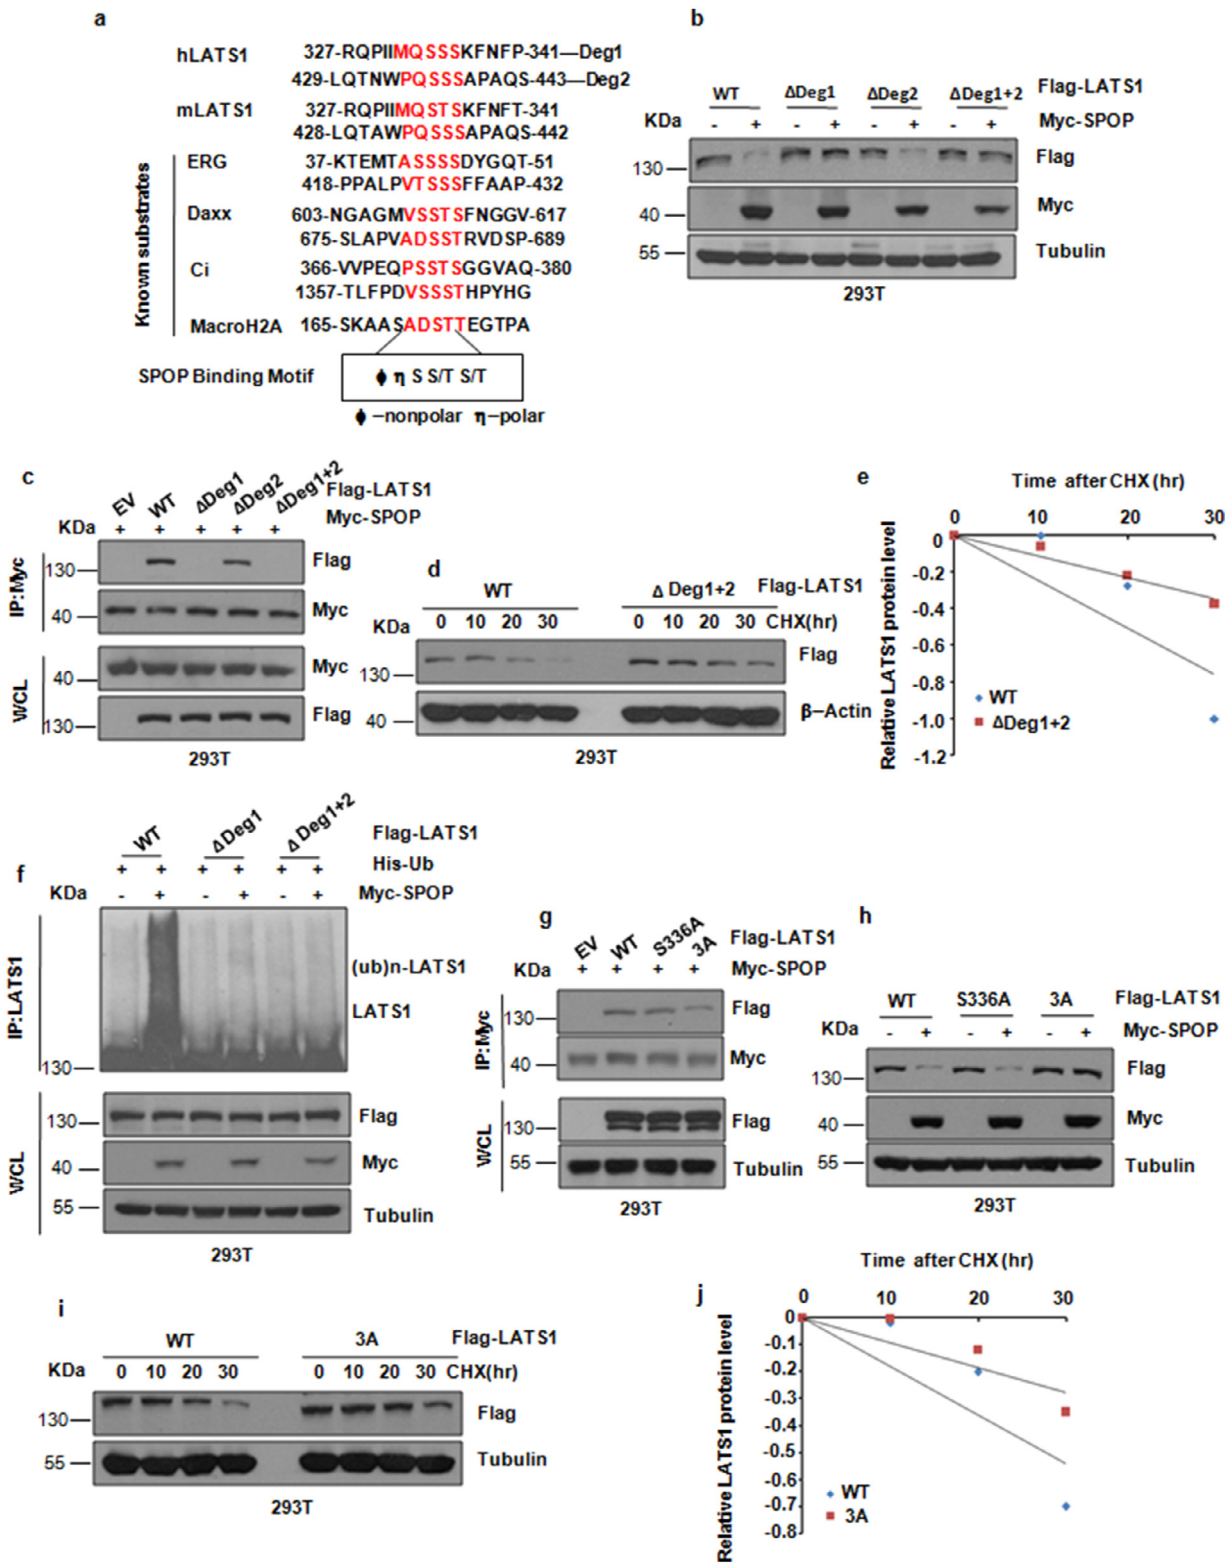 a
hLATS1 327-RQPIIMQSSSKFNFP-341—Deg1
429-LQTNWPQSSSAPAQS-443—Deg2
mLATS1 327-RQPIIMQSTSKFNFT-341
428-LQTAWPQSSSAPAQS-442
Known substrates
ERG 37-KTEMTASSSSDYGQT-51
418-PPALPVTSSSFFAAP-432
Daxx 603-NGAGMVSSTSFNGGV-617
675-SLAPVADSSTRVDSP-689
Ci 366-VVPEQPSSTSGGVAQ-380
1357-TLFPDVSSSTHPYHG
MacroH2A 165-SKAASADSTTEGTPA
SPOP Binding Motif ϕ η S S/T S/T
ϕ–nonpolar η–polar
b
WT ΔDeg1 ΔDeg2 ΔDeg1+2 Flag-LATS1
KDa - + - + - + - + Myc-SPOP
130 Flag
40 Myc
55 Tubulin
293T
c
EV WT ΔDeg1 ΔDeg2 ΔDeg1+2 Flag-LATS1
KDa + + + + + Myc-SPOP
IP:Myc
130 Flag
40 Myc
WCL
40 Myc
130 Flag
293T
d
WT Δ Deg1+2 Flag-LATS1
KDa 0 10 20 30 0 10 20 30 CHX(hr)
130 Flag
40 β–Actin
293T
e
Time after CHX (hr)
0 10 20 30
Relative LATS1 protein level
0
-0.2
-0.4
-0.6
-0.8
-1.0
-1.2
WT
ΔDeg1+2
f
WT ΔDeg1 Δ Deg1+2 Flag-LATS1
+ + + + + + His-Ub
KDa - + - + - + Myc-SPOP
IP:LATS1
(ub)n-LATS1
LATS1
130
WCL
130 Flag
40 Myc
55 Tubulin
293T
g
EV WT S336A 3A Flag-LATS1
KDa + + + + Myc-SPOP
IP:Myc
130 Flag
40 Myc
WCL
130 Flag
55 Tubulin
293T
h
WT S336A 3A Flag-LATS1
KDa - + - + - + Myc-SPOP
130 Flag
40 Myc
55 Tubulin
293T
i
WT 3A Flag-LATS1
KDa 0 10 20 30 0 10 20 30 CHX(hr)
130 Flag
55 Tubulin
293T
j
Time after CHX (hr)
0 10 20 30
Relative LATS1 protein level
0
-0.1
-0.2
-0.3
-0.4
-0.5
-0.6
-0.7
-0.8
WT
3A